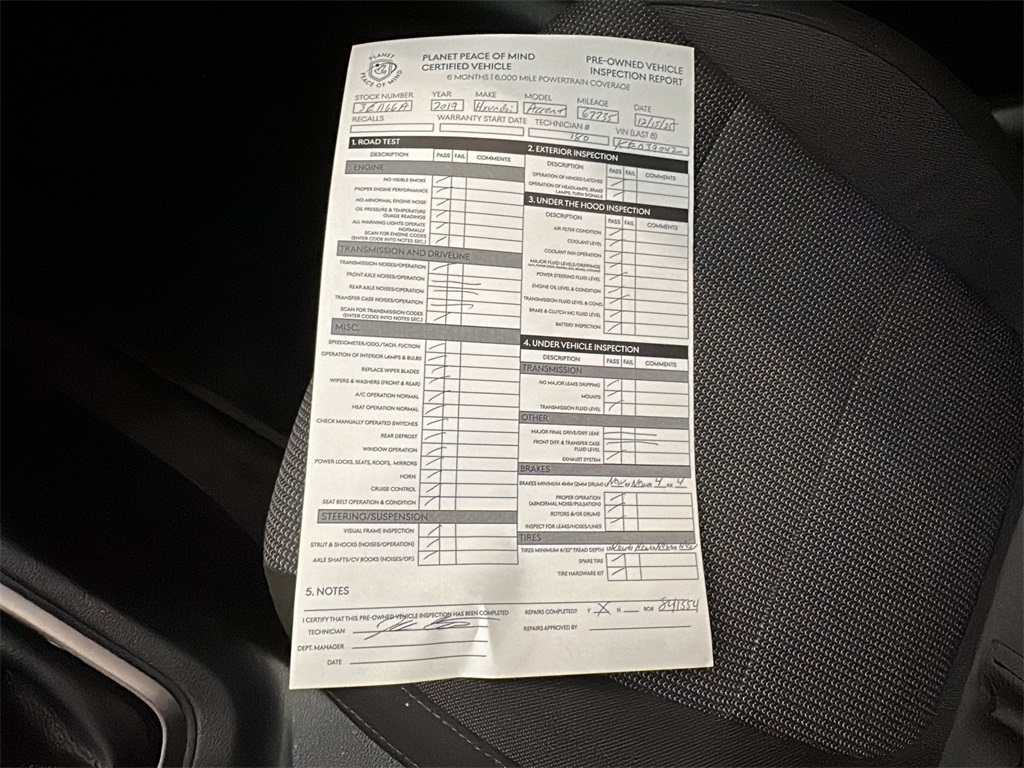 PLANET
PEACE OF MIND
PLANET PEACE OF MIND
CERTIFIED VEHICLE
PRE-OWNED VEHICLE
INSPECTION REPORT
6 MONTHS | 6,000 MILE POWERTRAIN COVERAGE
STOCK NUMBER YEAR MAKE MODEL MILEAGE DATE
2019 Hyundai Accent 67735 12/15/25
RECALLS WARRANTY START DATE TECHNICIAN # VIN (LAST 8)
180 KE039042
1. ROAD TEST
DESCRIPTION PASS FAIL COMMENTS
ENGINE
NO VISIBLE SMOKE
PROPER ENGINE PERFORMANCE
NO ABNORMAL ENGINE NOISE
OIL PRESSURE & TEMPERATURE
GUAGE READINGS
ALL WARNING LIGHTS OPERATE
NORMALLY
SCAN FOR ENGINE CODES
(ENTER CODE INTO NOTES SEC.)
TRANSMISSION AND DRIVELINE
TRANSMISSION NOISES/OPERATION
FRONT AXLE NOISES/OPERATION
REAR AXLE NOISES/OPERATION
TRANSFER CASE NOISES/OPERATION
SCAN FOR TRANSMISSION CODES
(ENTER CODES INTO NOTES SEC.)
MISC.
SPEEDOMETER/ODO/TACH. FUCTION
OPERATION OF INTERIOR LAMPS & BULBS
REPLACE WIPER BLADES
WIPERS & WASHERS (FRONT & REAR)
A/C OPERATION NORMAL
HEAT OPERATION NORMAL
CHECK MANUALLY OPERATED SWITCHES
REAR DEFROST
WINDOW OPERATION
POWER LOCKS, SEATS, ROOFS, MIRRORS
HORN
CRUISE CONTROL
SEAT BELT OPERATION & CONDITION
STEERING/SUSPENSION
VISUAL FRAME INSPECTION
STRUT & SHOCKS (NOISES/OPERATION)
AXLE SHAFTS/CV BOOKS (NOISES/OP.)
2. EXTERIOR INSPECTION
DESCRIPTION PASS FAIL COMMENTS
OPERATION OF HINGES/LATCHES
OPERATION OF HEADLAMPS, BRAKE
LAMPS, TURN SIGNALS
3. UNDER THE HOOD INSPECTION
DESCRIPTION PASS FAIL COMMENTS
AIR FILTER CONDITION
COOLANT LEVEL
COOLANT FAN OPERATION
MAJOR FLUID LEVELS/DRIPPINGS
POWER STEERING FLUID LEVEL
ENGINE OIL LEVEL & CONDITION
TRANSMISSION FLUID LEVEL & COND.
BRAKE & CLUTCH MC FLUID LEVEL
BATTERY INSPECTION
4. UNDER VEHICLE INSPECTION
DESCRIPTION PASS FAIL COMMENTS
TRANSMISSION
NO MAJOR LEAKS DRIPPING
MOUNTS
TRANSMISSION FLUID LEVEL
OTHER
MAJOR FINAL DRIVE/DIFF. LEAK
FRONT DIFF. & TRANSFER CASE
FLUID LEVEL
EXHAUST SYSTEM
BRAKES
BRAKES MINIMUM 4MM (2MM DRUM)
PROPER OPERATION
(ABNORMAL NOISE/PULSATION)
ROTORS &/OR DRUMS
INSPECT FOR LEAKS/HOSES/LINES
TIRES
TIRES MINIMUM 4/32" TREAD DEPTH
SPARE TIRE
TIRE HARDWARE KIT
5. NOTES
I CERTIFY THAT THIS PRE-OWNED VEHICLE INSPECTION HAS BEEN COMPLETED
TECHNICIAN
DEPT. MANAGER
DATE
REPAIRS COMPLETED? Y X N RO# 841554
REPAIRS APPROVED BY